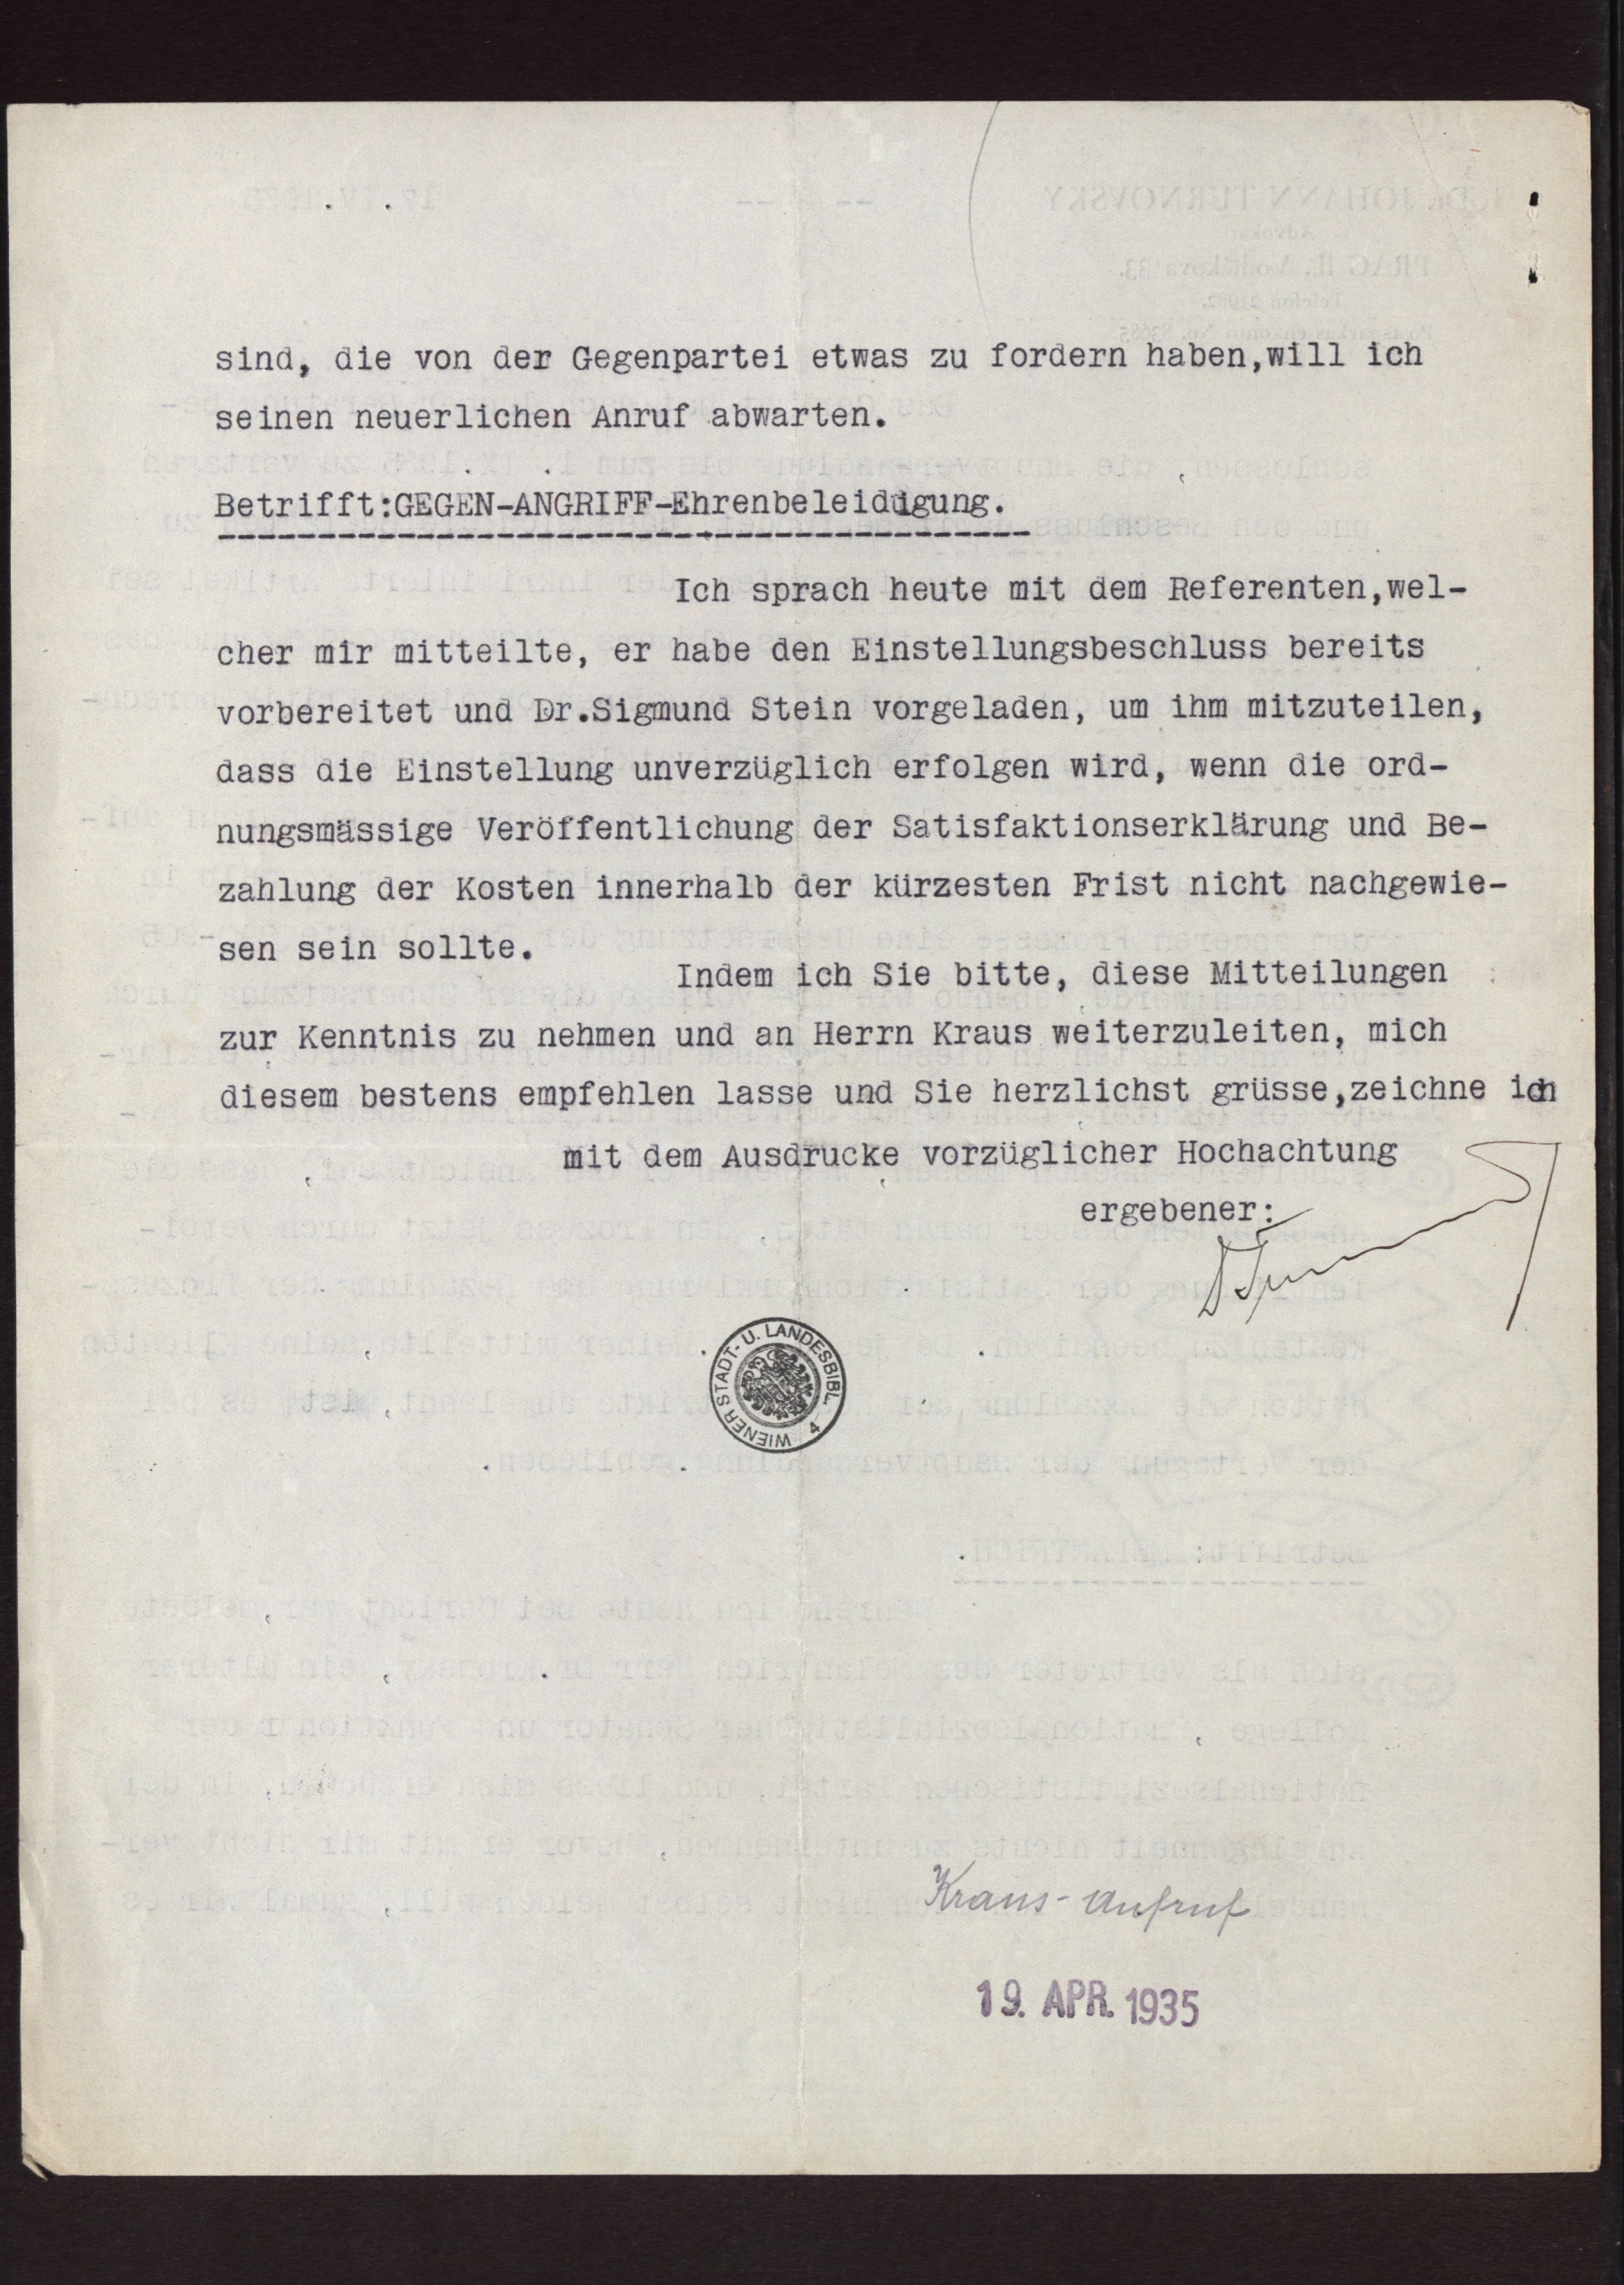 sind, die von der Gegenpartei etwas zu fordern haben,will ich
seinen neuerlichen Anruf abwarten.
Betrifft:GEGEN-ANGRIFF-Ehrenbeleidigung.
Ich sprach heute mit dem Referenten,wel-
cher mir mitteilte, er habe den Einstellungsbeschluss bereits
vorbereitet und Dr.Sigmund Stein vorgeladen, um ihm mitzuteilen,
dass die Einstellung unverzüglich erfolgen wird, wenn die ord-
nungsmässige Veröffentlichung der Satisfaktionserklärung und Be-
zahlung der Kosten innerhalb der kürzesten Frist nicht nachgewie-
sen sein sollte.
Indem ich Sie bitte, diese Mitteilungen
zur Kenntnis zu nehmen und an Herrn Kraus weiterzuleiten, mich
diesem bestens empfehlen lasse und Sie herzlichst grüsse,zeichne ich
mit dem Ausdrucke vorzüglicher Hochachtung
ergebener:
WIENER STADT- U. LANDESBIBL. 4
Kraus - Aufruf
19. APR. 1935